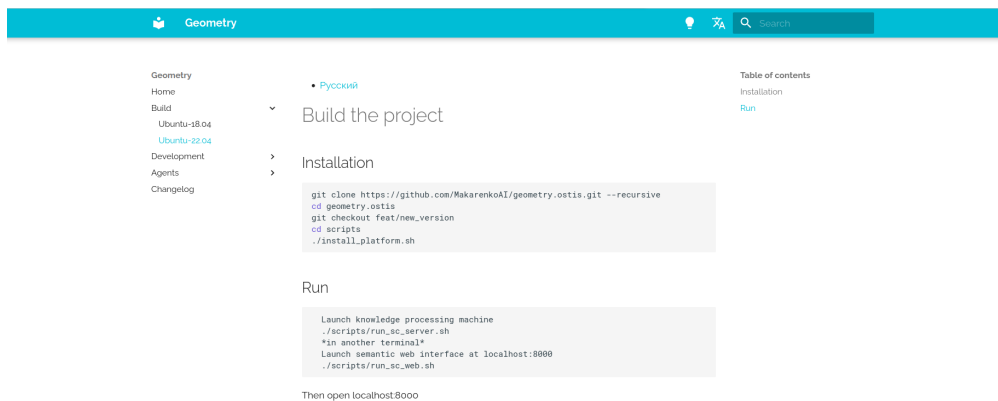 Geometry
Search
Geometry
Home
Build
Ubuntu-18.04
Ubuntu-22.04
Development
Agents
Changelog
Русский
Build the project
Installation
git clone https://github.com/MakarenkoAI/geometry.ostis.git --recursive
cd geometry.ostis
git checkout feat/new_version
cd scripts
./install_platform.sh
Run
Launch knowledge processing machine
./scripts/run_sc_server.sh
*in another terminal*
Launch semantic web interface at localhost:8000
./scripts/run_sc_web.sh
Then open localhost:8000
Table of contents
Installation
Run